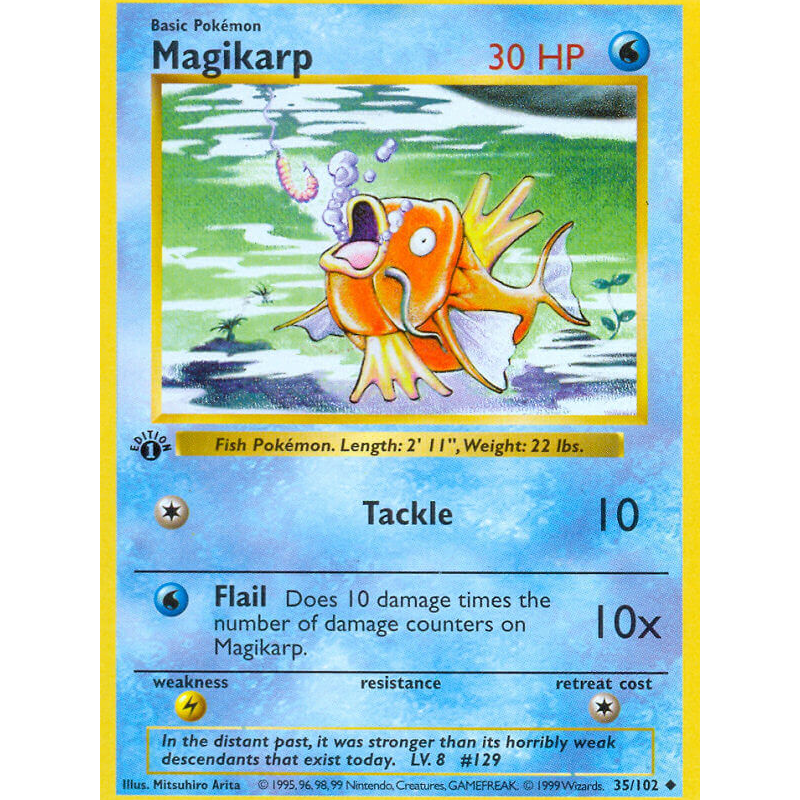 Basic Pokémon
Magikarp 30 HP
EDITION
1
Fish Pokémon. Length: 2' 11", Weight: 22 lbs.
Tackle 10
Flail Does 10 damage times the
number of damage counters on
Magikarp.
10x
weakness resistance retreat cost
In the distant past, it was stronger than its horribly weak
descendants that exist today. LV. 8 #129
Illus. Mitsuhiro Arita © 1995, 96, 98, 99 Nintendo, Creatures, GAMEFREAK. © 1999 Wizards. 35/102